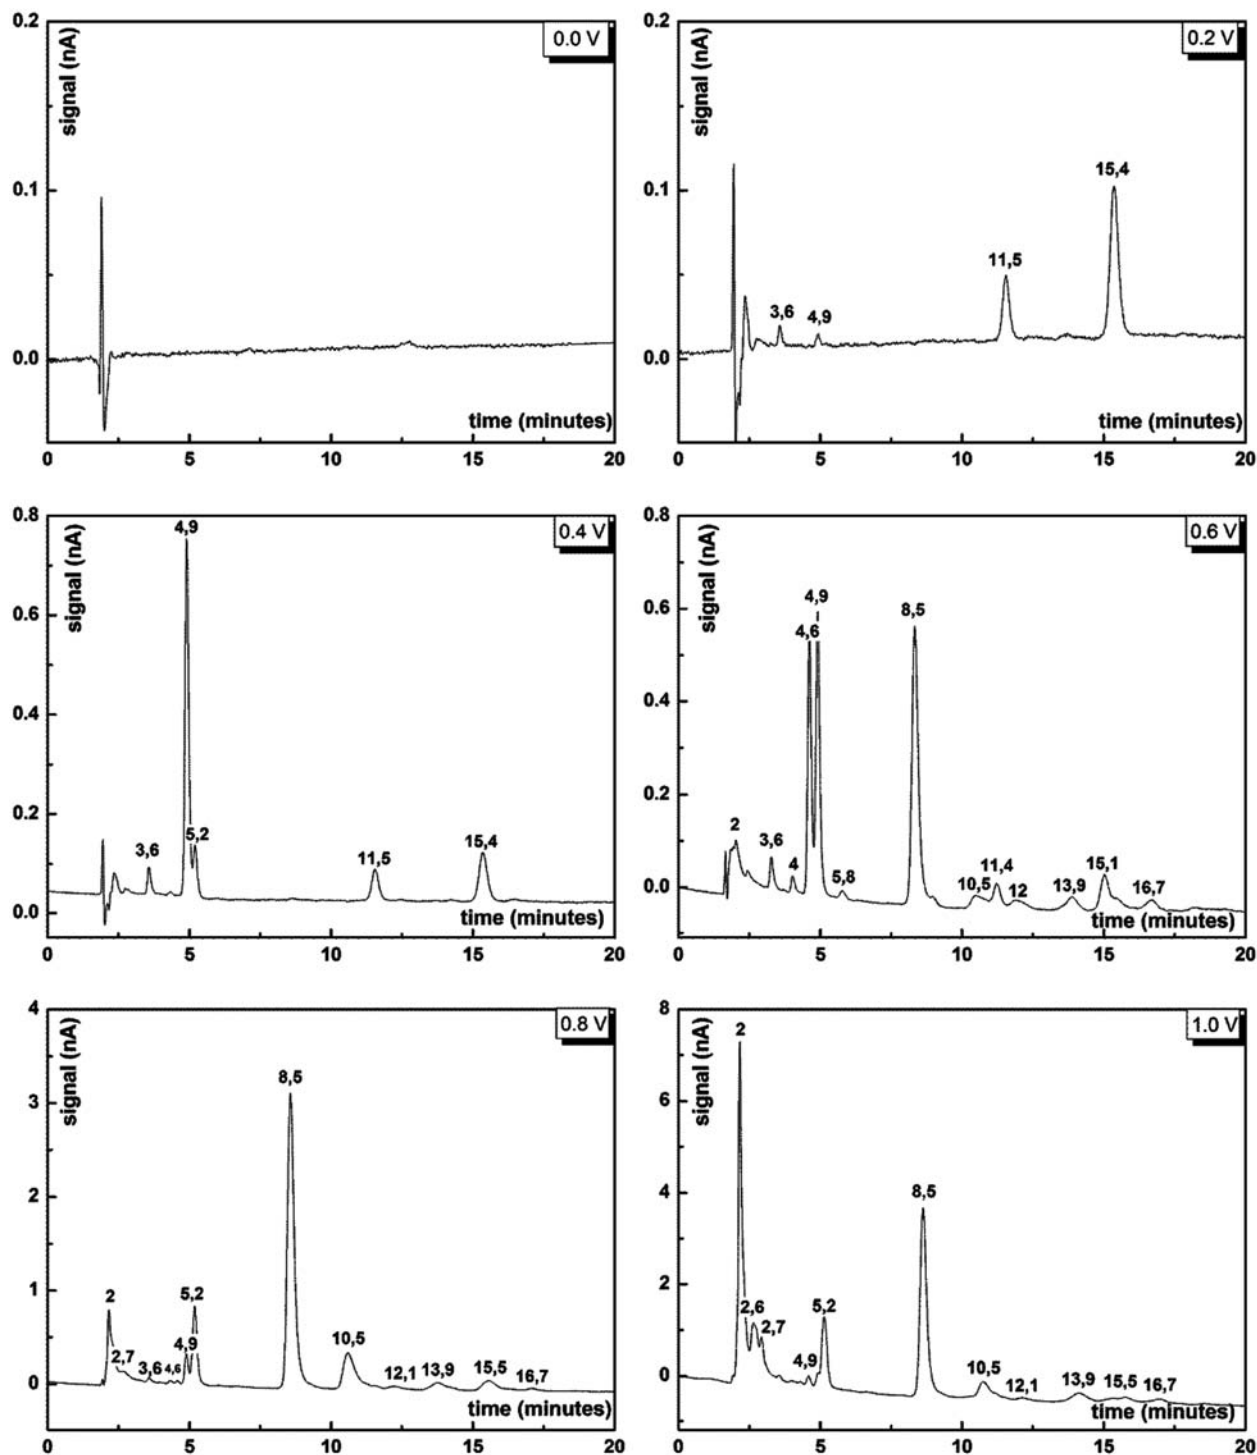 0.0 V
signal (nA)
0.2
0.1
0.0
time (minutes)
0 5 10 15 20
0.2 V
signal (nA)
0.2
0.1
0.0
3,6 4,9 11,5 15,4
time (minutes)
0 5 10 15 20
0.4 V
signal (nA)
0.8
0.6
0.4
0.2
0.0
3,6 4,9 5,2 11,5 15,4
time (minutes)
0 5 10 15 20
0.6 V
signal (nA)
0.8
0.6
0.4
0.2
0.0
2 3,6 4 4,6 4,9 5,8 8,5 10,5 11,4 12 13,9 15,1 16,7
time (minutes)
0 5 10 15 20
0.8 V
signal (nA)
4
3
2
1
0
2 2,7 3,6 4,6 4,9 5,2 8,5 10,5 12,1 13,9 15,5 16,7
time (minutes)
0 5 10 15 20
1.0 V
signal (nA)
8
6
4
2
0
2 2,6 2,7 4,9 5,2 8,5 10,5 12,1 13,9 15,5 16,7
time (minutes)
0 5 10 15 20